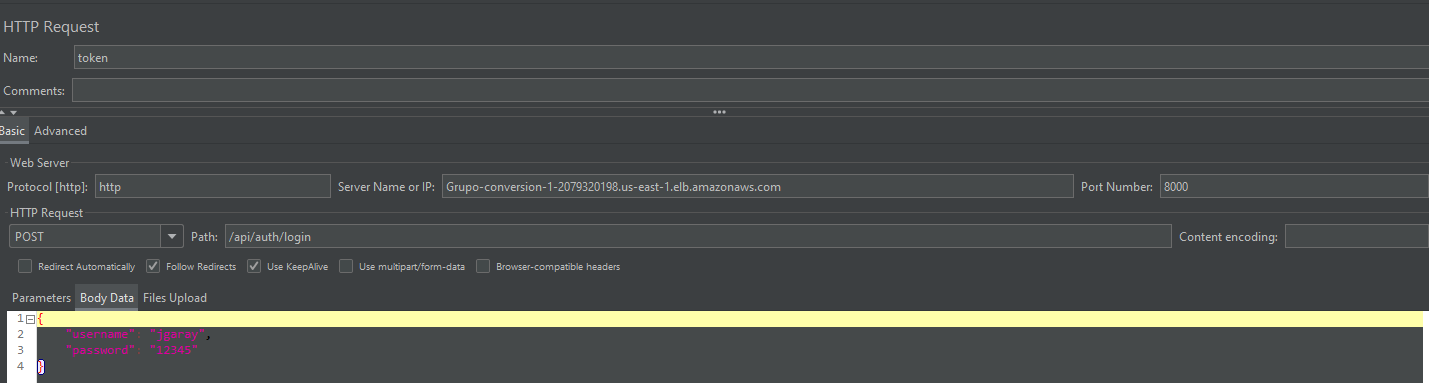 HTTP Request
Name: token
Comments:
Basic Advanced
Web Server
Protocol [http]: http Server Name or IP: Grupo-conversion-1-2079320198.us-east-1.elb.amazonaws.com Port Number: 8000
HTTP Request
POST Path: /api/auth/login Content encoding:
Redirect Automatically Follow Redirects Use KeepAlive Use multipart/form-data Browser-compatible headers
Parameters Body Data Files Upload
1 {
2 "username": "jgaray",
3 "password": "12345"
4 }